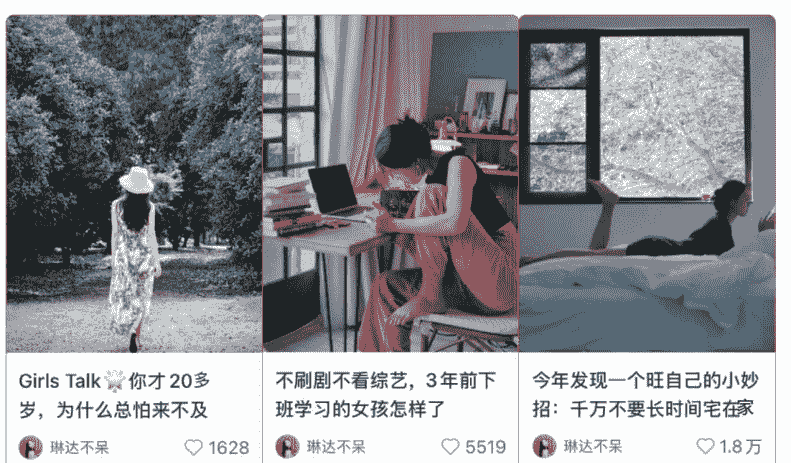 Girls Talk🌟你才20多
岁，为什么总怕来不及
琳达不呆 1628
不刷剧不看综艺，3年前下
班学习的女孩怎样了
琳达不呆 5519
今年发现一个旺自己的小妙
招：千万不要长时间宅在家
琳达不呆 1.8万